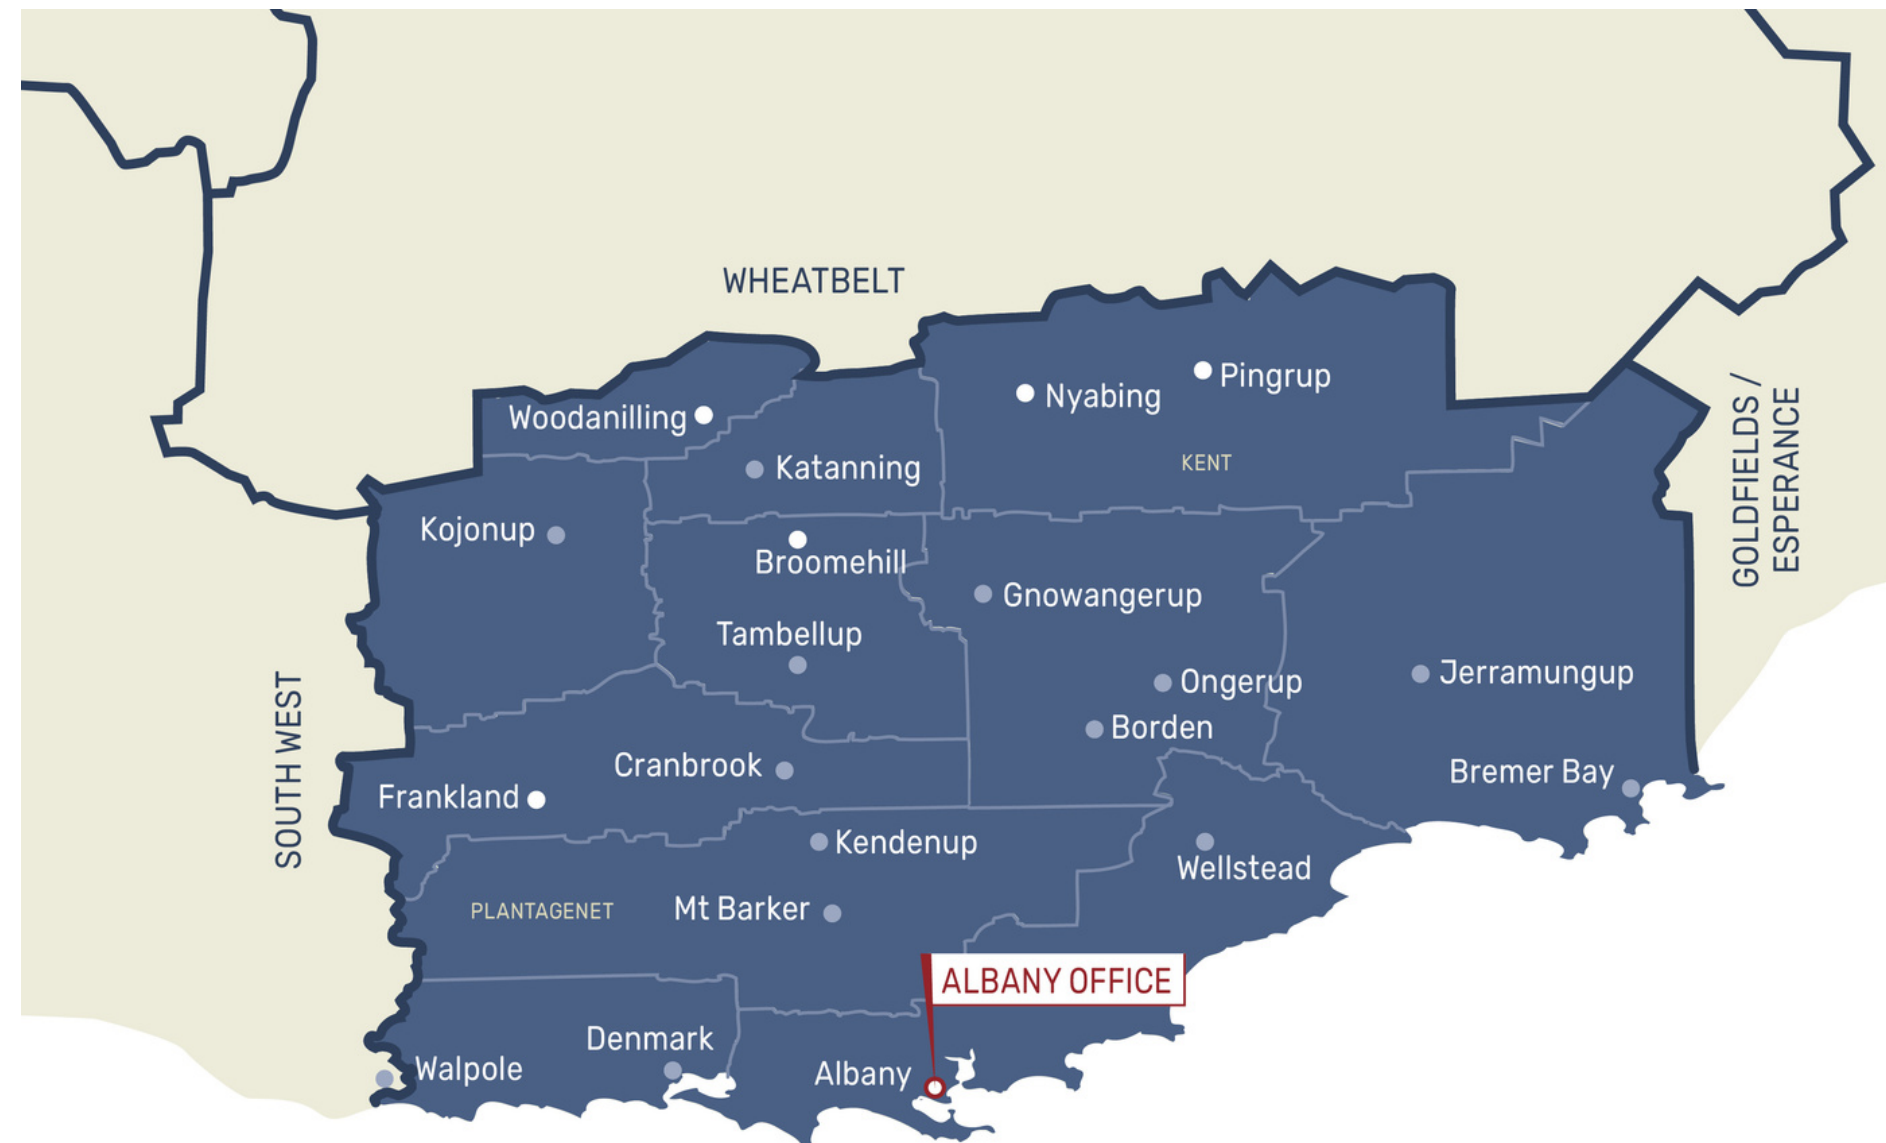 WHEATBELT
Pingrup
Nyabing
Woodanilling
KENT
Katanning
GOLDFIELDS /
ESPERANCE
Kojonup
Broomehill
Gnowangerup
Tambellup
Jerramungup
Ongerup
Borden
SOUTH WEST
Cranbrook
Bremer Bay
Frankland
Kendenup
Wellstead
PLANTAGENET
Mt Barker
ALBANY OFFICE
Denmark
Walpole
Albany